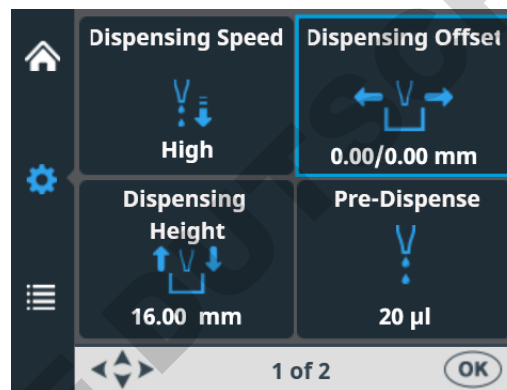 Dispensing Speed
High
Dispensing Offset
0.00/0.00 mm
Dispensing
Height
16.00 mm
Pre-Dispense
20 µl
1 of 2
OK